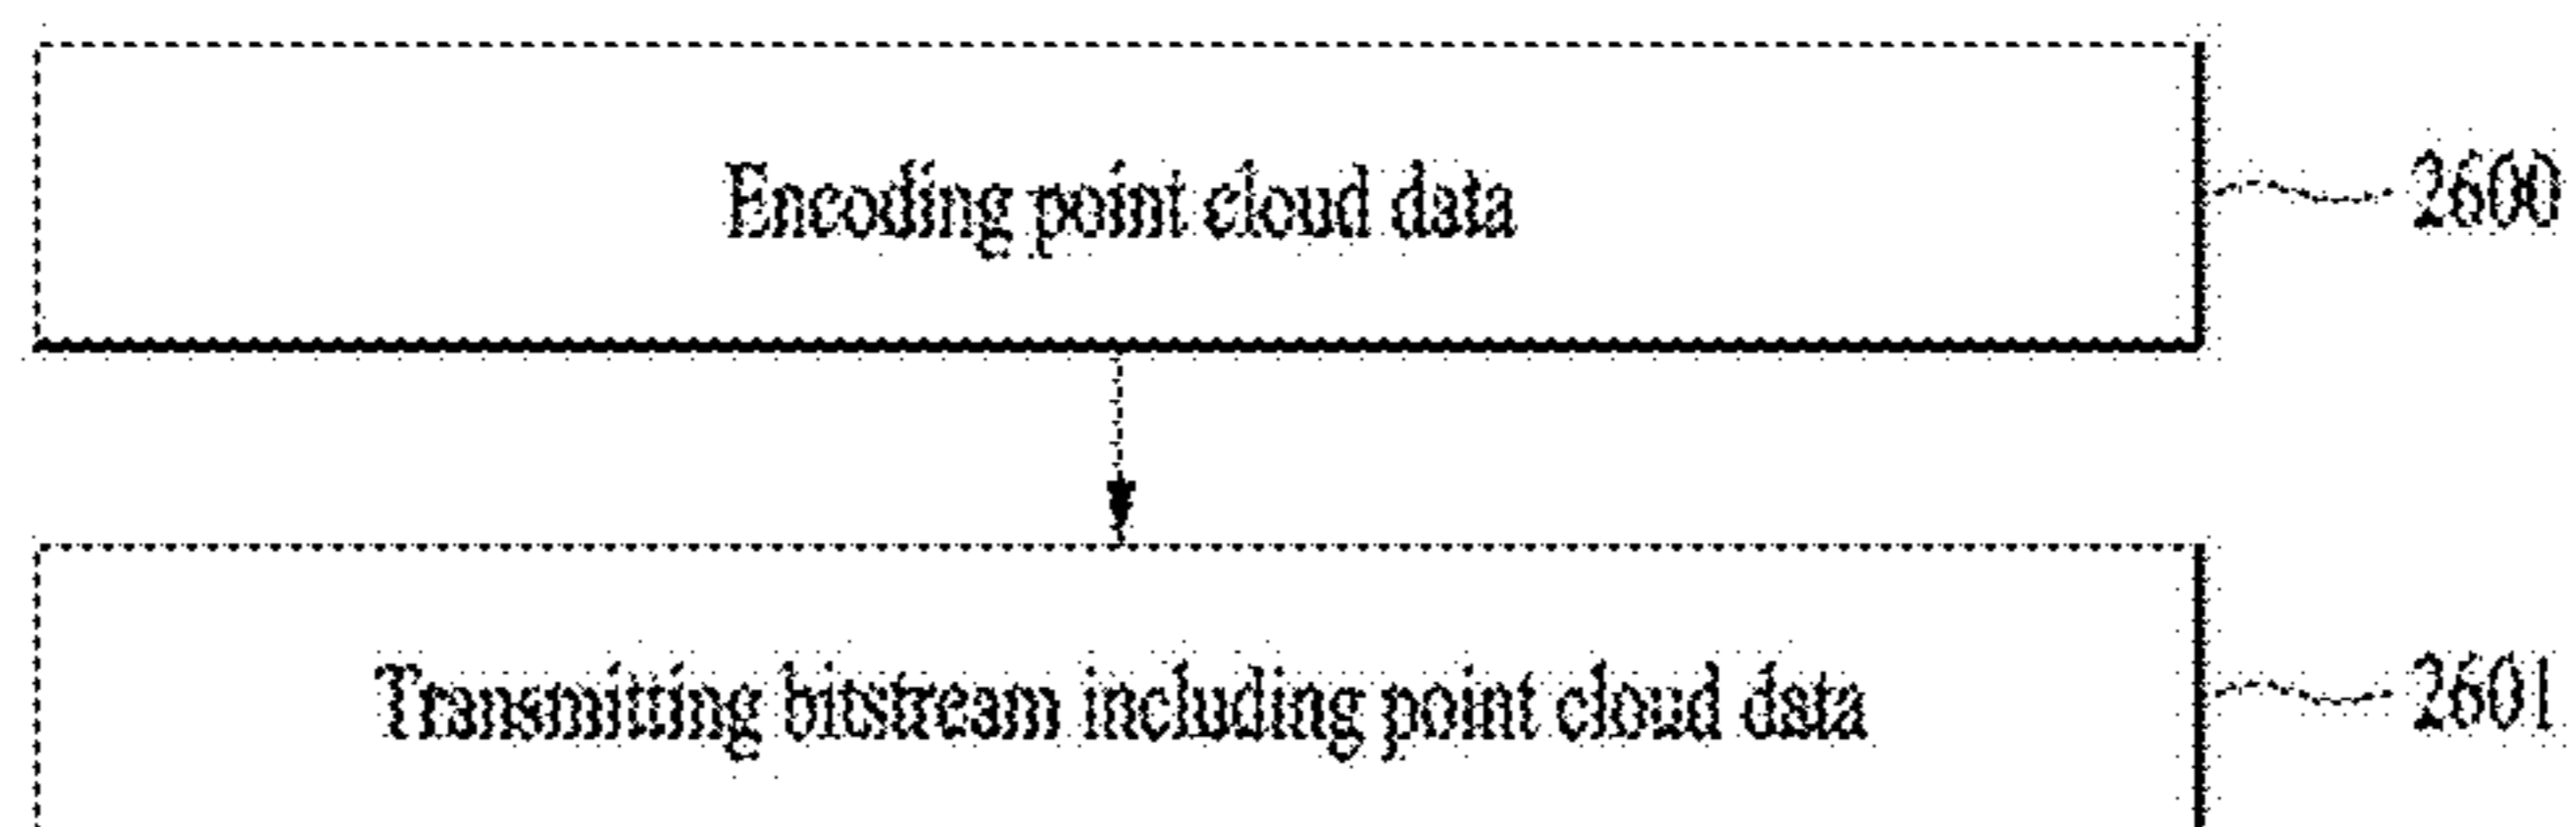 Encoding point cloud data
2600
Transmitting bitstream including point cloud data
2601